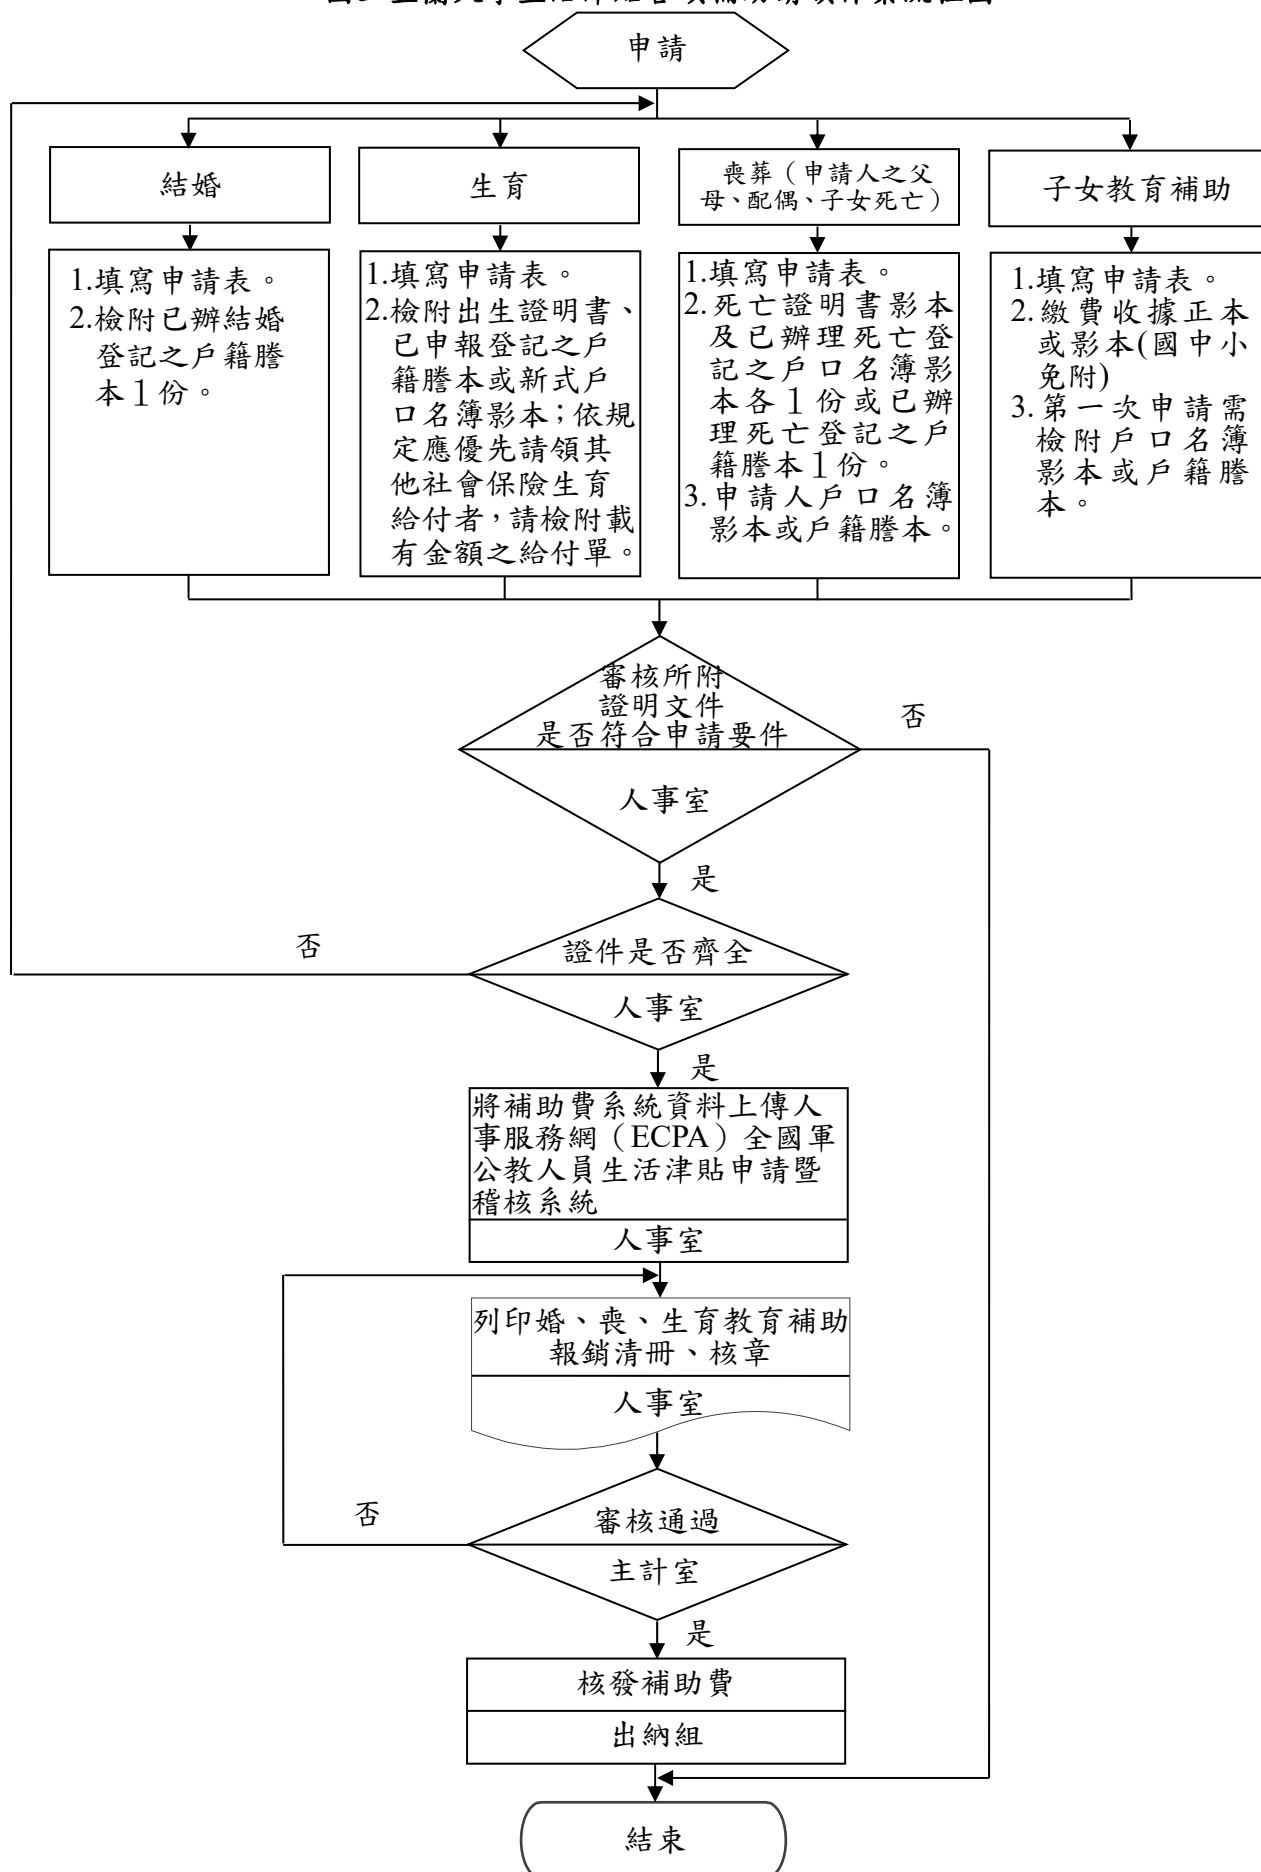 申請
結婚
生育
喪葬（申請人之父
母、配偶、子女死亡）
子女教育補助
1.填寫申請表。
2.檢附已辦結婚
登記之戶籍謄
本１份。
1.填寫申請表。
2.檢附出生證明書、
已申報登記之戶
籍謄本或新式戶
口名簿影本；依規
定應優先請領其
他社會保險生育
給付者，請檢附載
有金額之給付單。
1.填寫申請表。
2.死亡證明書影本
及已辦理死亡登
記之戶口名簿影
本各１份或已辦
理死亡登記之戶
籍謄本１份。
3.申請人戶口名簿
影本或戶籍謄本。
1.填寫申請表。
2.繳費收據正本
或影本(國中小
免附)
3.第一次申請需
檢附戶口名簿
影本或戶籍謄
本。
審核所附
證明文件
是否符合申請要件
人事室
否
是
證件是否齊全
人事室
否
是
將補助費系統資料上傳人
事服務網（ECPA）全國軍
公教人員生活津貼申請暨
稽核系統
人事室
列印婚、喪、生育教育補助
報銷清冊、核章
人事室
審核通過
主計室
否
是
核發補助費
出納組
結束